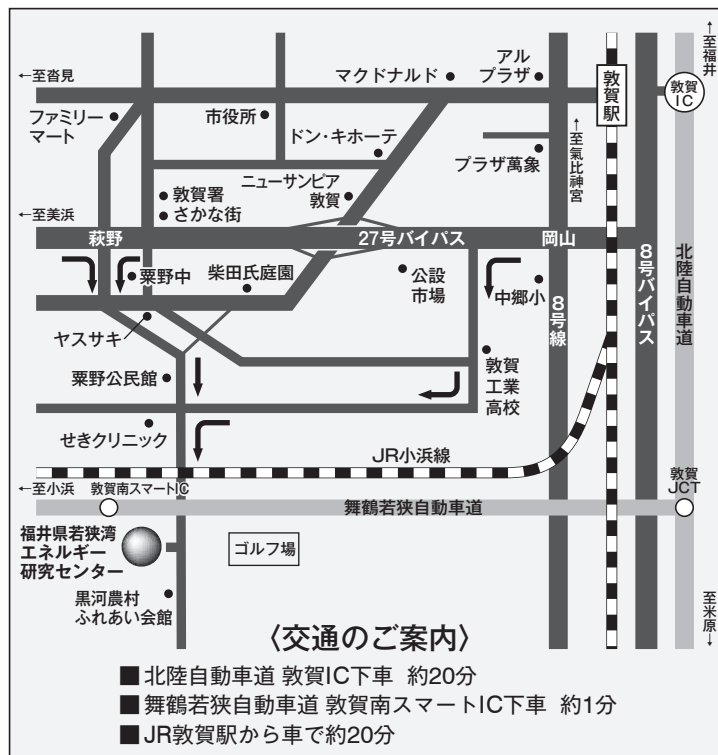 ↑至福井
←至沓見
マクドナルド
アル
プラザ
敦賀駅
敦賀
IC
ファミリー
マート
市役所
ドン・キホーテ
プラザ萬象
↑至氣比神宮
ニューサンピア
敦賀
敦賀署
さかな街
←至美浜
萩野
27号バイパス
岡山
8号バイパス
北陸自動車道
粟野中
柴田氏庭園
公設
市場
中郷小
8号線
ヤスサキ
粟野公民館
敦賀
工業
高校
せきクリニック
JR小浜線
←至小浜
敦賀南スマートIC
敦賀
JCT
舞鶴若狭自動車道
福井県若狭湾
エネルギー
研究センター
ゴルフ場
黒河農村
ふれあい会館
至米原→
〈交通のご案内〉
■北陸自動車道 敦賀IC下車 約20分
■舞鶴若狭自動車道 敦賀南スマートIC下車 約1分
■JR敦賀駅から車で約20分